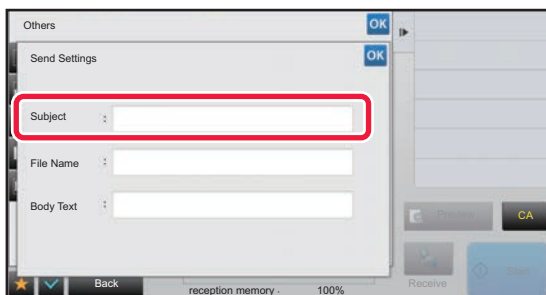 Others OK
Send Settings OK
Subject :
File Name :
Body Text :
Preview CA
Back
reception memory : 100%
Receive Start